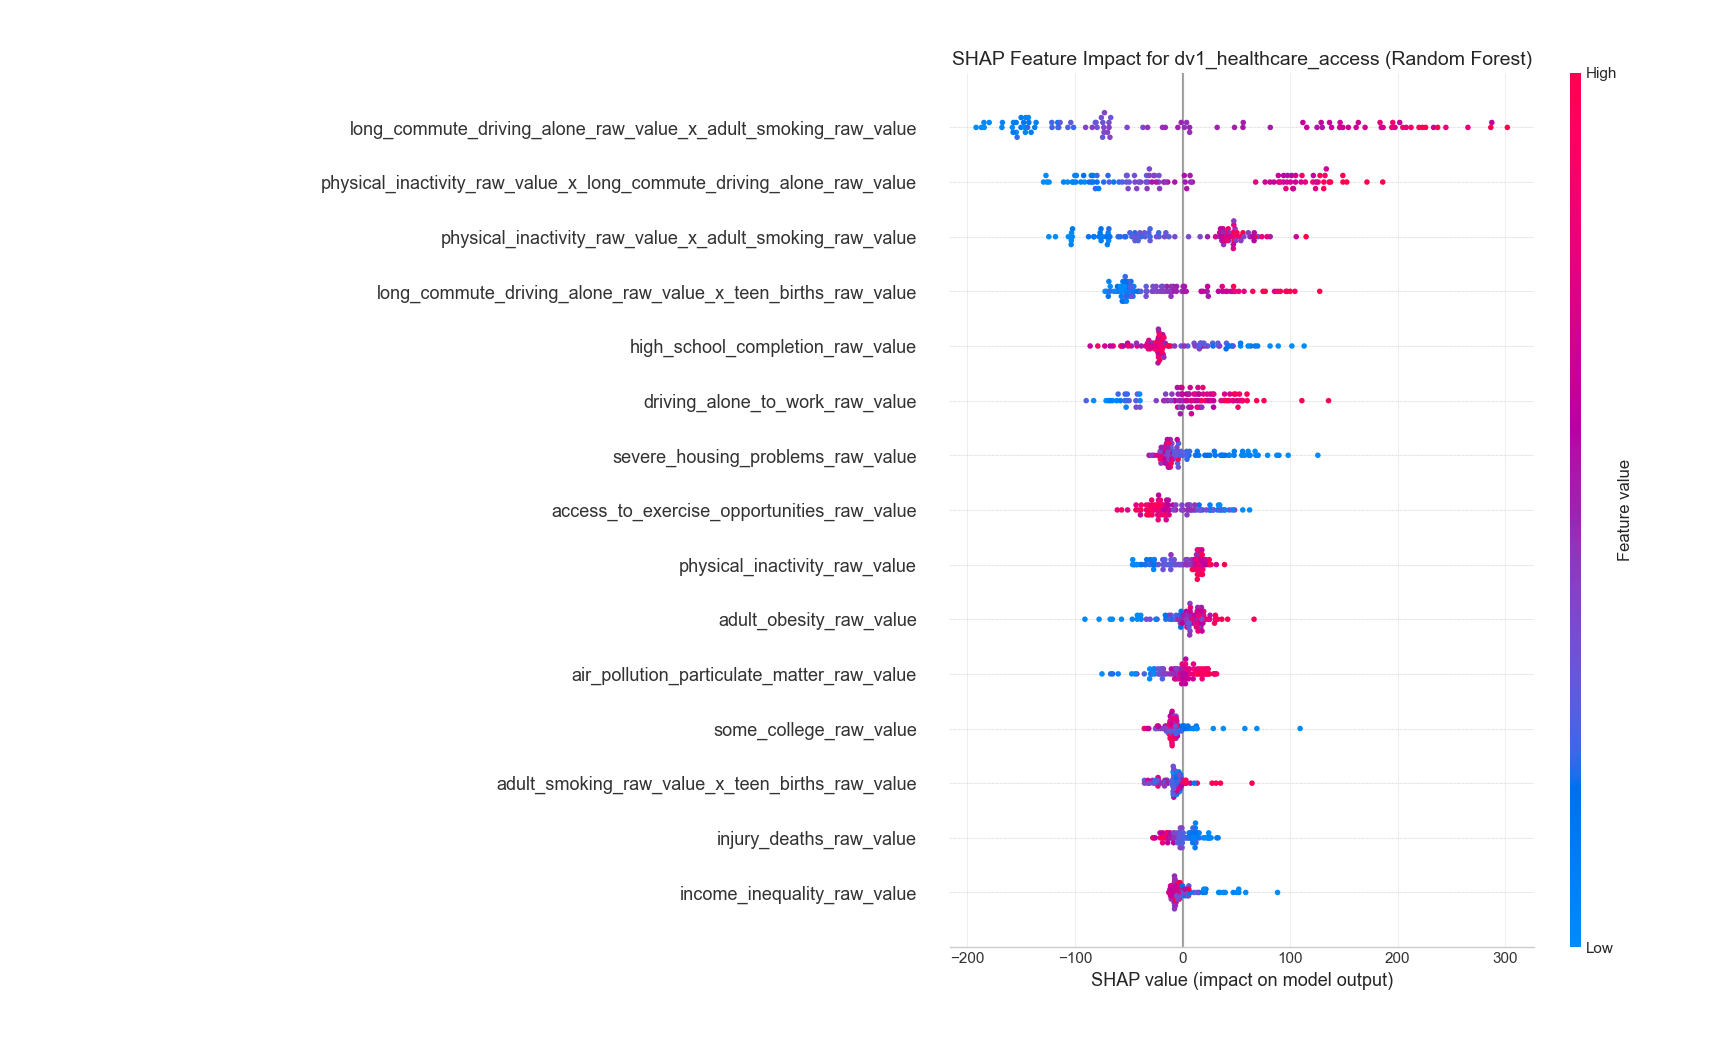 SHAP Feature Impact for dv1_healthcare_access (Random Forest)
High
long_commute_driving_alone_raw_value_x_adult_smoking_raw_value
physical_inactivity_raw_value_x_long_commute_driving_alone_raw_value
physical_inactivity_raw_value_x_adult_smoking_raw_value
long_commute_driving_alone_raw_value_x_teen_births_raw_value
high_school_completion_raw_value
driving_alone_to_work_raw_value
severe_housing_problems_raw_value
access_to_exercise_opportunities_raw_value
physical_inactivity_raw_value
adult_obesity_raw_value
air_pollution_particulate_matter_raw_value
some_college_raw_value
adult_smoking_raw_value_x_teen_births_raw_value
injury_deaths_raw_value
income_inequality_raw_value
Feature value
Low
−200 −100 0 100 200 300
SHAP value (impact on model output)